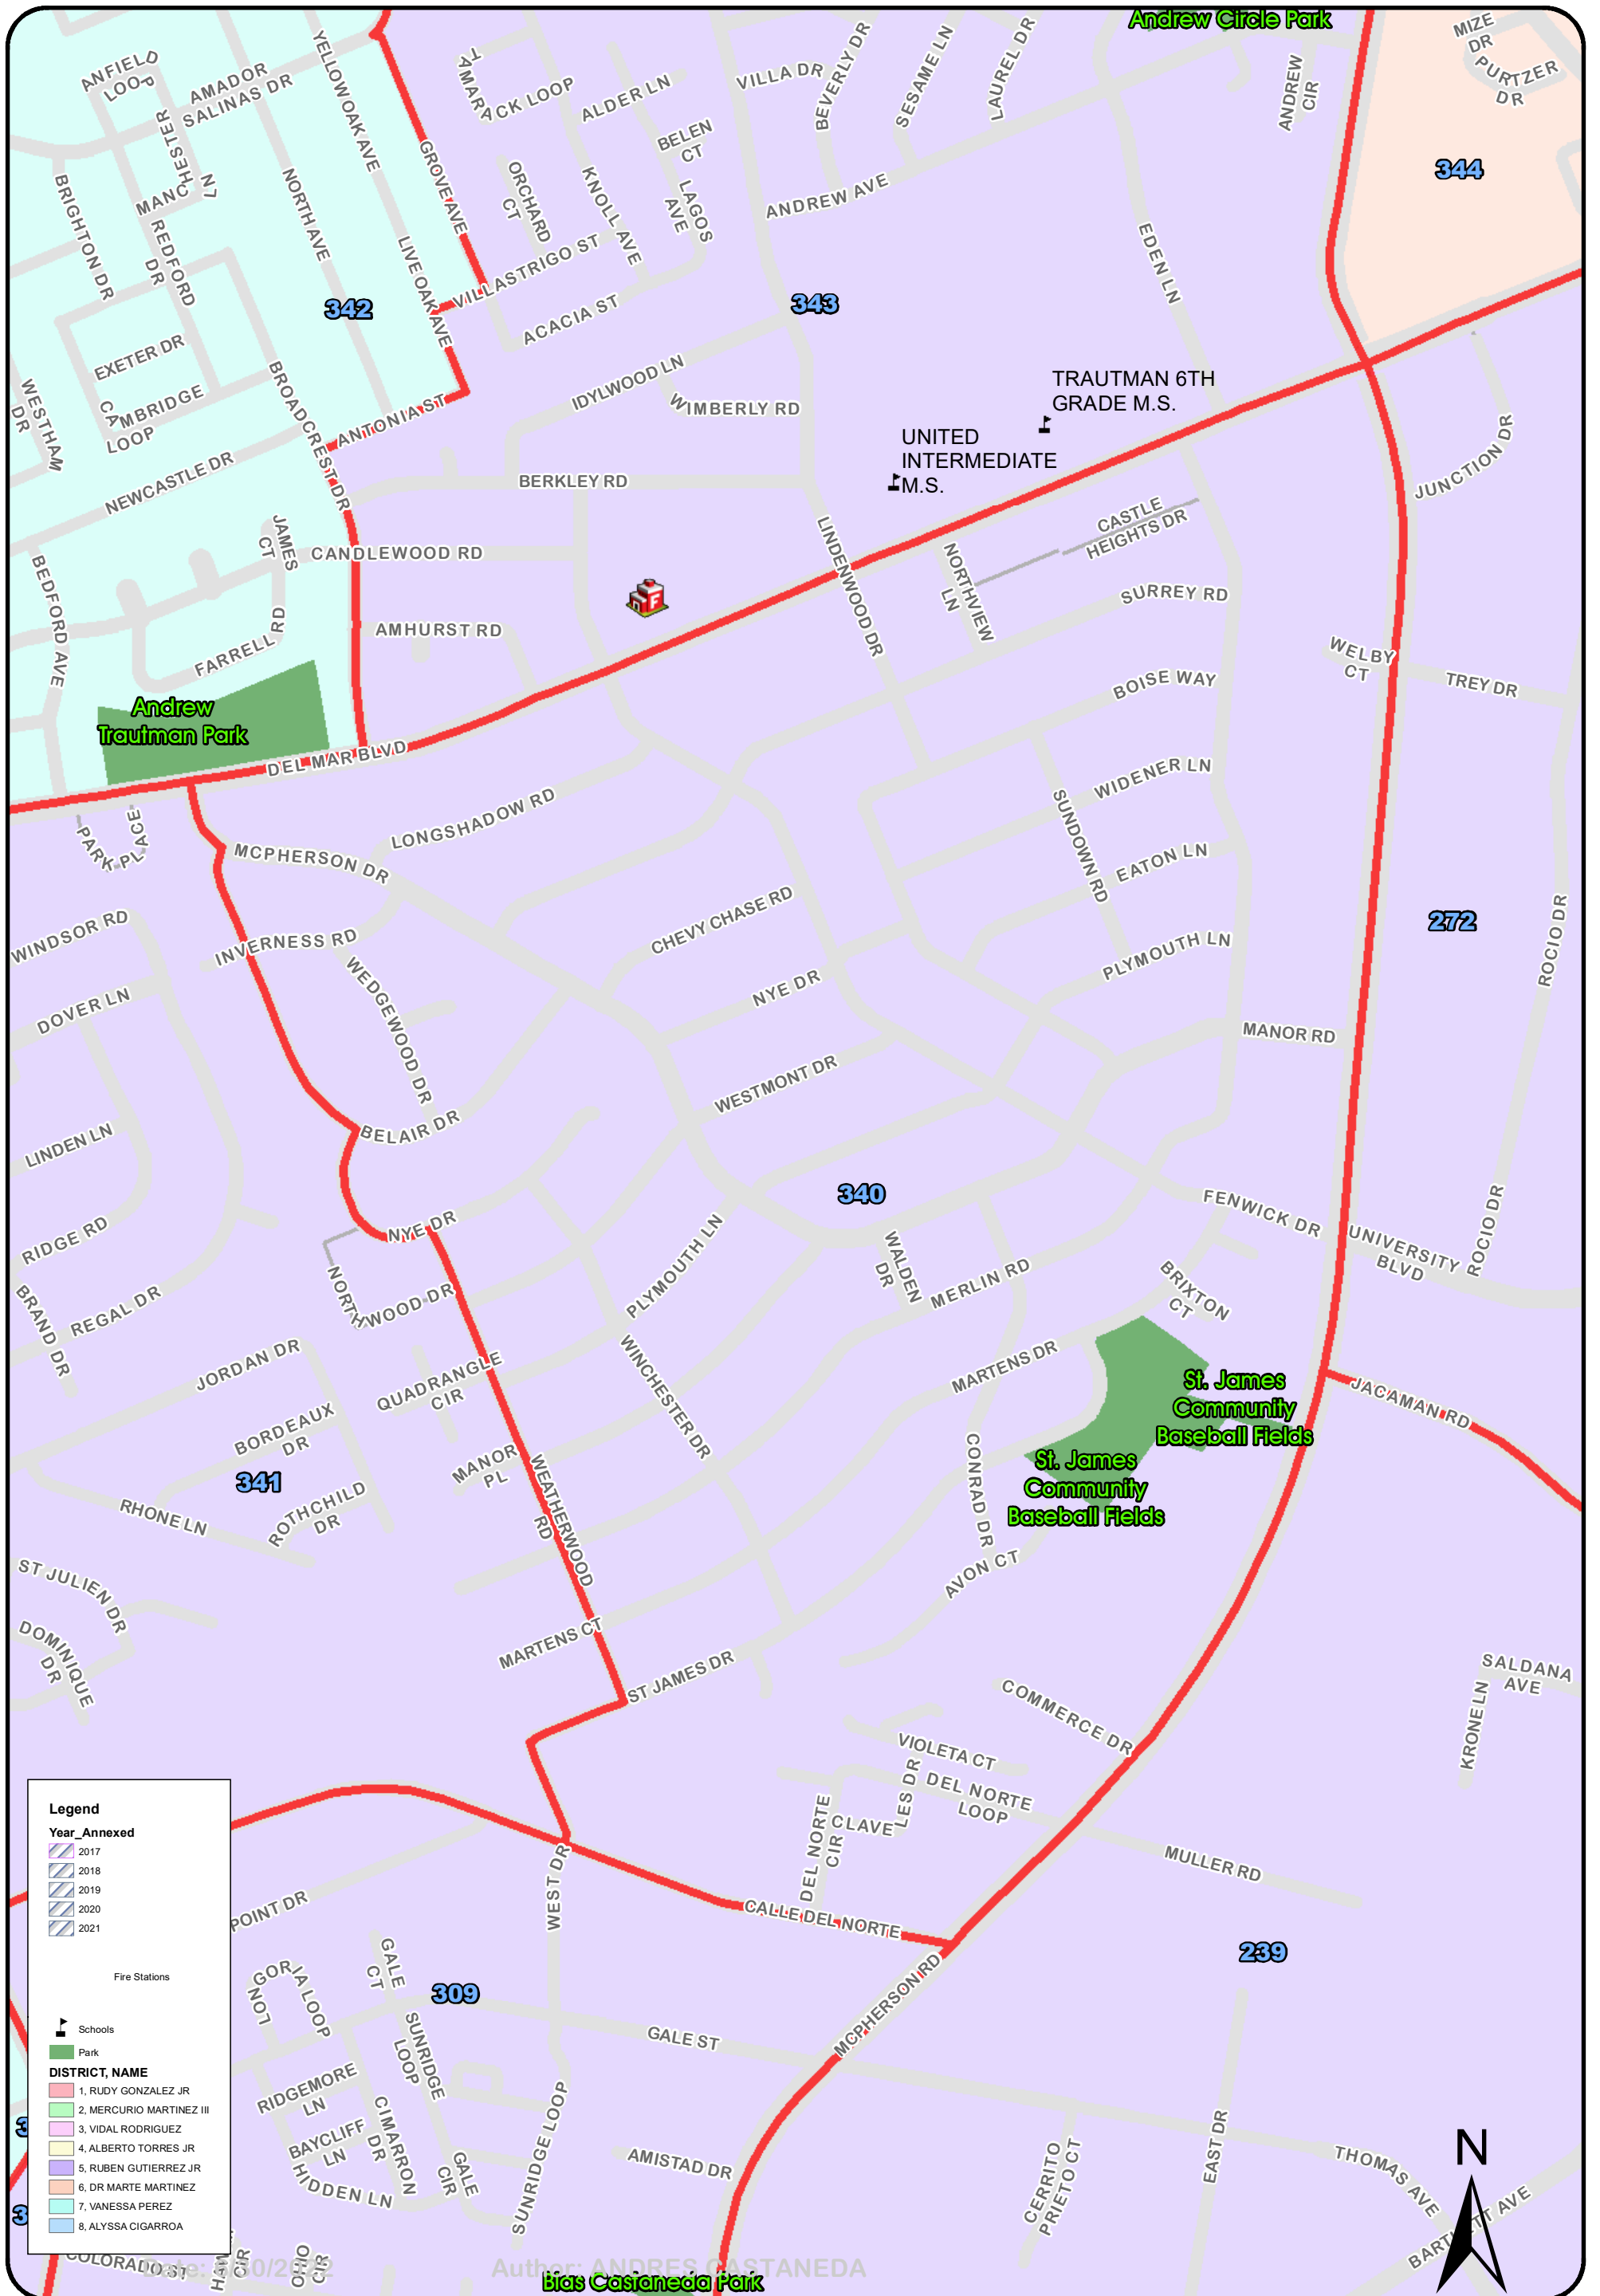 Andrew Circle Park
MIZE
DR
PURTZER
DR
ANFIELD
LOOP
AMADOR
SALINAS DR
YELLOWOAK AVE
TAMARACK LOOP
ALDER LN
VILLA DR
BEVERLY DR
SESAME LN
LAUREL DR
ANDREW
CIR
BELEN
CT
MANCHESTER
LN
GROVE AVE
344
BRIGHTON DR
NORTH AVE
ORCHARD
CT
KNOLL AVE
LAGOS
AVE
ANDREW AVE
REDFORD
DR
LIVE OAK AVE
VILLASTRIGO ST
EDEN LN
342
343
ACACIA ST
EXETER DR
IDYLWOOD LN
WESTHAM
DR
CAMBRIDGE
LOOP
BROADCREST DR
ANTONIA ST
WIMBERLY RD
TRAUTMAN 6TH
GRADE M.S.
UNITED
INTERMEDIATE
M.S.
NEWCASTLE DR
BERKLEY RD
JUNCTION DR
JAMES
CT
CANDLEWOOD RD
LINDENWOOD DR
CASTLE
HEIGHTS DR
NORTHVIEW
LN
SURREY RD
BEDFORD AVE
FARRELL RD
AMHURST RD
WELBY
CT
TREY DR
BOISE WAY
Andrew
Trautman Park
DEL MAR BLVD
WIDENER LN
LONGSHADOW RD
SUNDOWN RD
PARK PLACE
MCPHERSON DR
EATON LN
WINDSOR RD
INVERNESS RD
CHEVY CHASE RD
272
ROCIO DR
PLYMOUTH LN
WEDGEWOOD DR
NYE DR
DOVER LN
MANOR RD
WESTMONT DR
BELAIR DR
LINDEN LN
340
FENWICK DR
RIDGE RD
NYE DR
UNIVERSITY
BLVD
ROCIO DR
WALDEN
DR
PLYMOUTH LN
MERLIN RD
BRIXTON
CT
NORTHWOOD DR
BRAND DR
REGAL DR
WINCHESTER DR
JORDAN DR
QUADRANGLE
CIR
MARTENS DR
St. James
Community
Baseball Fields
JACAMAN RD
BORDEAUX
DR
MANOR
PL
CONRAD DR
St. James
Community
Baseball Fields
341
WEATHERWOOD
RD
RHONE LN
ROTHCHILD
DR
ST JULIEN DR
AVON CT
DOMINIQUE
DR
MARTENS CT
ST JAMES DR
SALDANA
AVE
COMMERCE DR
KRONE LN
VIOLETA CT
DEL NORTE
LOOP
CLAVELES DR
DEL NORTE
CIR
WEST DR
MULLER RD
POINT DR
CALLE DEL NORTE
MCPHERSON RD
239
GALE
CT
LONGORIA LOOP
309
SUNRIDGE
LOOP
GALE ST
RIDGEMORE
LN
CIMARRON
DR
BAYCLIFF
LN
HIDDEN LN
GALE
CIR
SUNRIDGE LOOP
AMISTAD DR
CERRITO
PRIETO CT
EAST DR
THOMAS AVE
BARTLETT AVE
N
Legend
Year_Annexed
2017
2018
2019
2020
2021
Fire Stations
Schools
Park
DISTRICT, NAME
1, RUDY GONZALEZ JR
2, MERCURIO MARTINEZ III
3, VIDAL RODRIGUEZ
4, ALBERTO TORRES JR
5, RUBEN GUTIERREZ JR
6, DR MARTE MARTINEZ
7, VANESSA PEREZ
8, ALYSSA CIGARROA
COLORADO ST
CIR
OHIO
CIR
Author: ANDRES CASTANEDA
Blas Castaneda Park